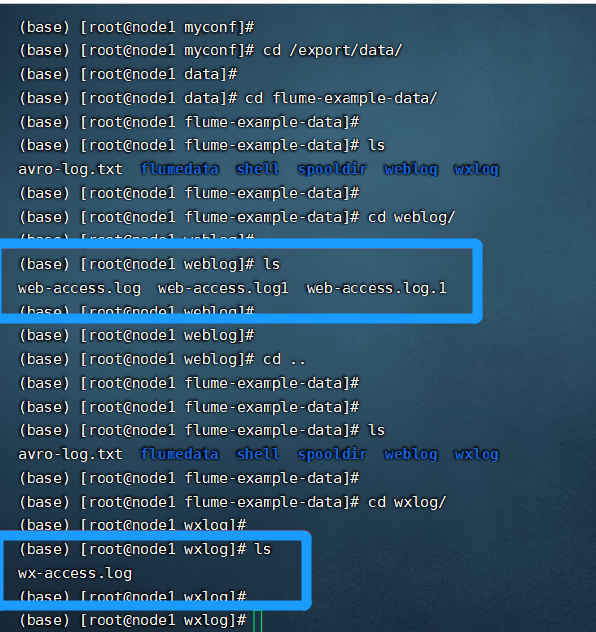 (base) [root@node1 myconf]#
(base) [root@node1 myconf]# cd /export/data/
(base) [root@node1 data]#
(base) [root@node1 data]# cd flume-example-data/
(base) [root@node1 flume-example-data]#
(base) [root@node1 flume-example-data]# ls
avro-log.txt  flumedata  shell  spooldir  weblog  wxlog
(base) [root@node1 flume-example-data]#
(base) [root@node1 flume-example-data]# cd weblog/
(base) [root@node1 weblog]#
(base) [root@node1 weblog]# ls
web-access.log  web-access.log1  web-access.log.1
(base) [root@node1 weblog]#
(base) [root@node1 weblog]#
(base) [root@node1 weblog]# cd ..
(base) [root@node1 flume-example-data]#
(base) [root@node1 flume-example-data]#
(base) [root@node1 flume-example-data]# ls
avro-log.txt  flumedata  shell  spooldir  weblog  wxlog
(base) [root@node1 flume-example-data]#
(base) [root@node1 flume-example-data]# cd wxlog/
(base) [root@node1 wxlog]#
(base) [root@node1 wxlog]# ls
wx-access.log
(base) [root@node1 wxlog]#
(base) [root@node1 wxlog]#